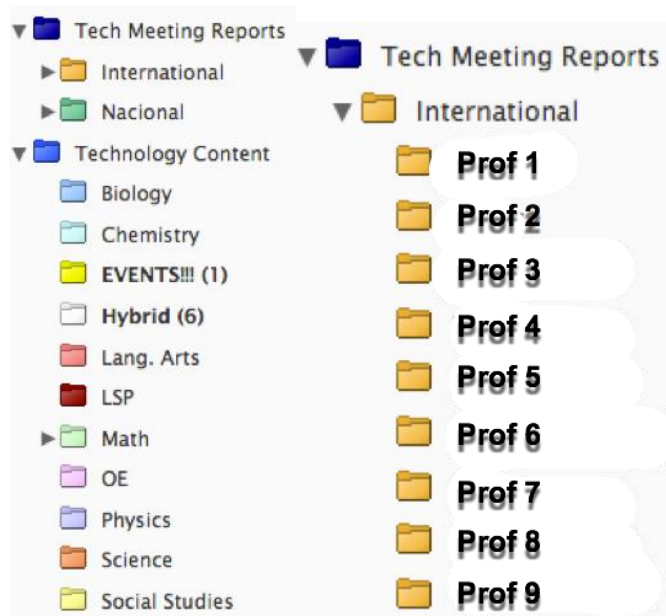 Tech Meeting Reports
International
Nacional
Technology Content
Biology
Chemistry
EVENTS!!! (1)
Hybrid (6)
Lang. Arts
LSP
Math
OE
Physics
Science
Social Studies
Tech Meeting Reports
International
Prof 1
Prof 2
Prof 3
Prof 4
Prof 5
Prof 6
Prof 7
Prof 8
Prof 9